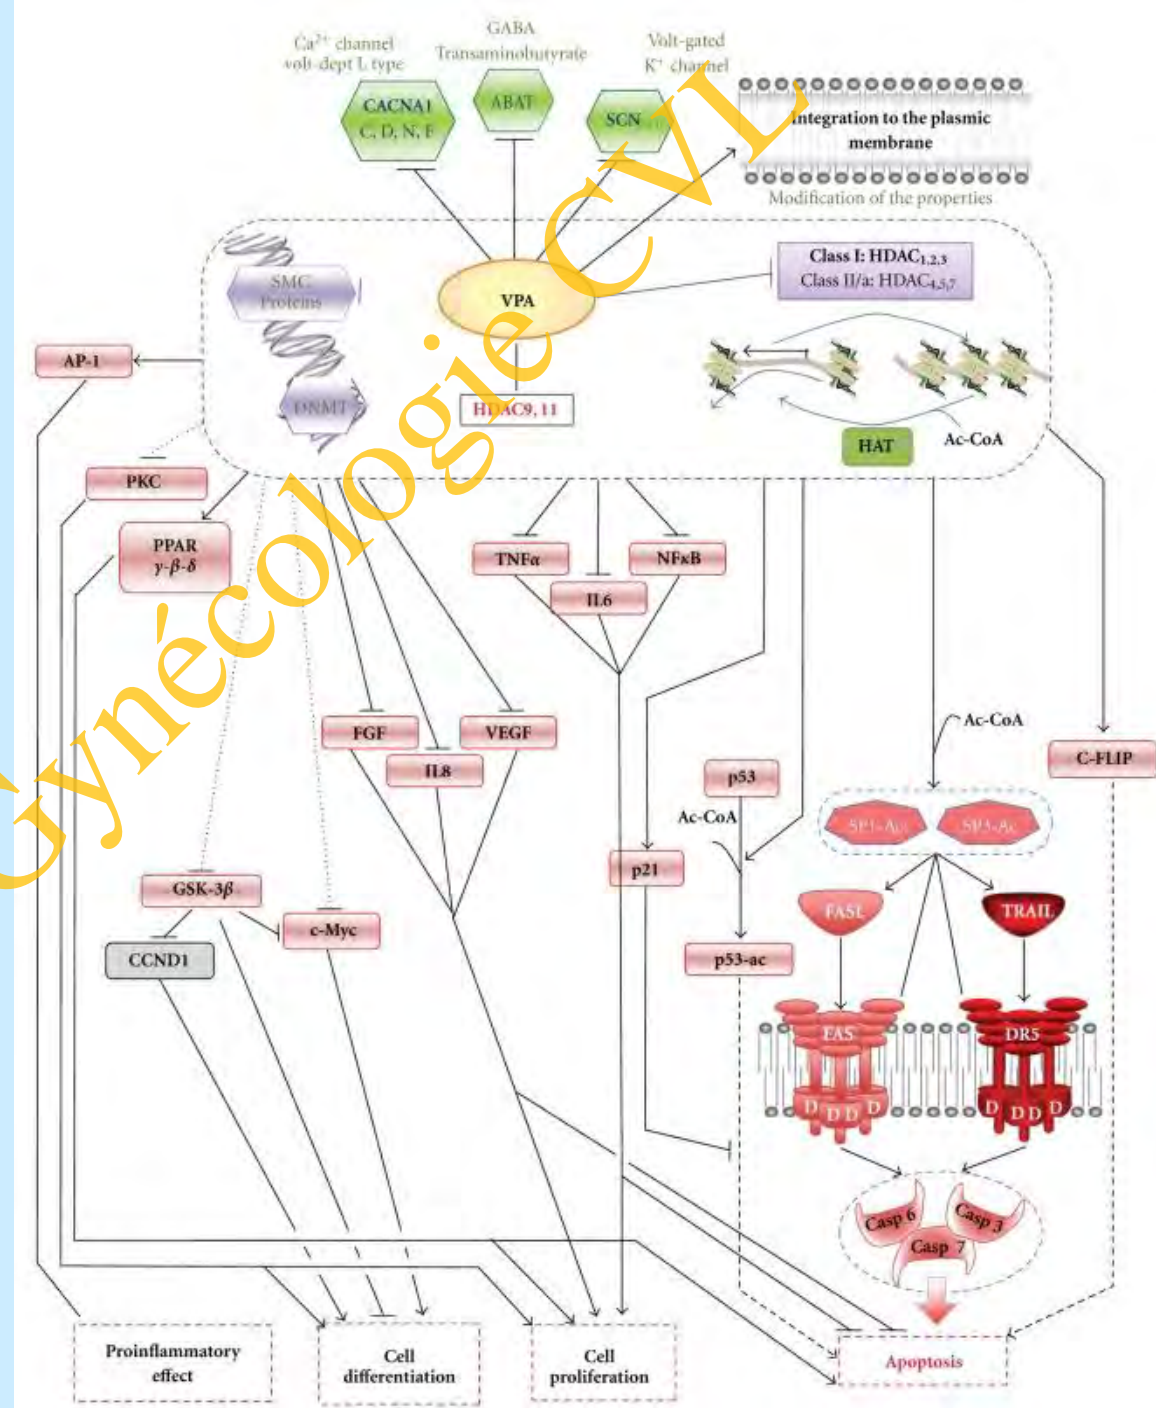 Ca²⁺ channel
volt-dept L type
GABA
Transaminobutyrate
Volt-gated
K⁺ channel
CACNA1
C, D, N, F
ABAT
SCN
Integration to the plasmic
membrane
Modification of the properties
SMC
Proteins
VPA
Class I: HDAC₁,₂,₃
Class II/a: HDAC₄,₅,₇
AP-1
DNMT
HDAC9, 11
HAT
Ac-CoA
PKC
PPAR
γ-β-δ
TNFα
NFκB
IL6
FGF
VEGF
IL8
Ac-CoA
C-FLIP
p53
Ac-CoA
SP1-Ac
SP3-Ac
p21
GSK-3β
c-Myc
CCND1
FASL
TRAIL
p53-ac
FAS
DR5
D D D D
D D D D
Casp 6
Casp 3
Casp 7
Proinflammatory
effect
Cell
differentiation
Cell
proliferation
Apoptosis
Gynécologie CVL